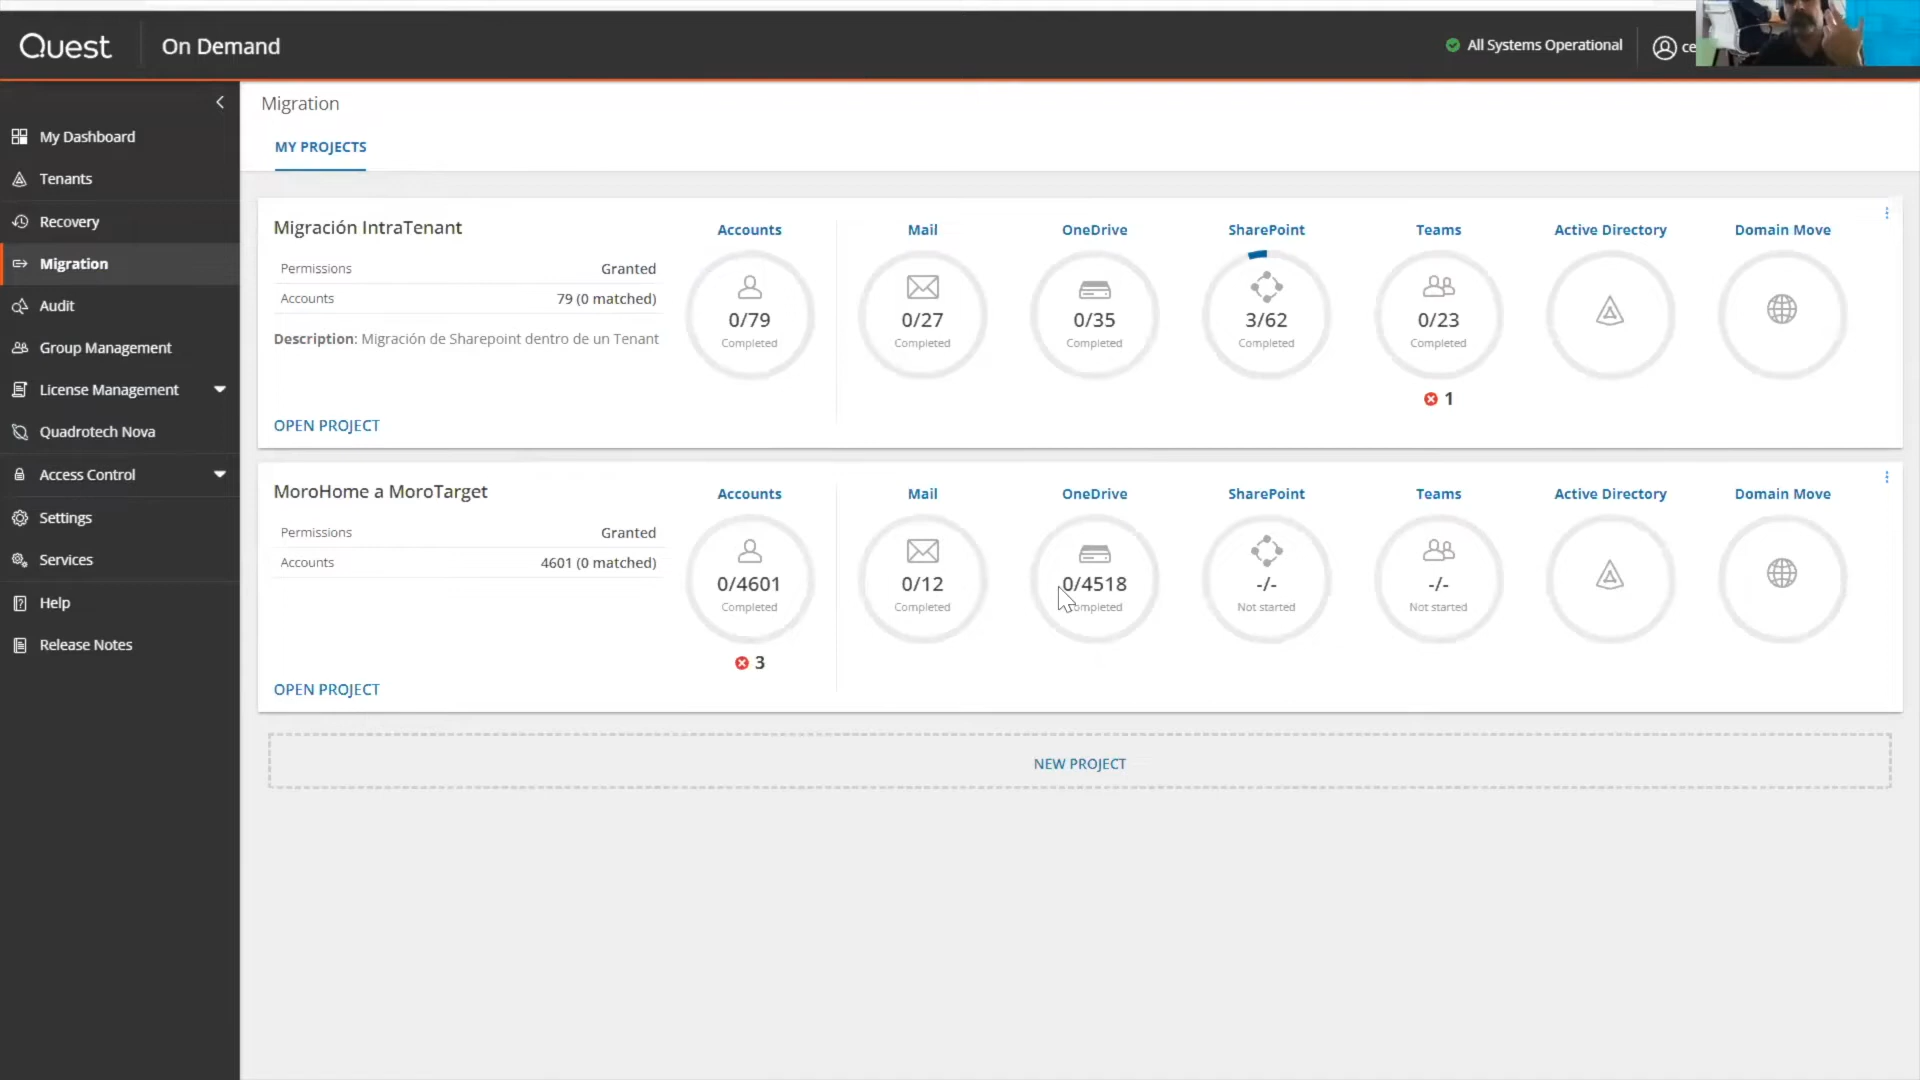 Quest
On Demand
All Systems Operational
ce
My Dashboard
Tenants
Recovery
Migration
Audit
Group Management
License Management
Quadrotech Nova
Access Control
Settings
Services
Help
Release Notes
Migration
MY PROJECTS
Migración IntraTenant
Permissions Granted
Accounts 79 (0 matched)
Description: Migración de Sharepoint dentro de un Tenant
OPEN PROJECT
Accounts
0/79
Completed
Mail
0/27
Completed
OneDrive
0/35
Completed
SharePoint
3/62
Completed
Teams
0/23
Completed
1
Active Directory
Domain Move
MoroHome a MoroTarget
Permissions Granted
Accounts 4601 (0 matched)
OPEN PROJECT
Accounts
0/4601
Completed
3
Mail
0/12
Completed
OneDrive
0/4518
Completed
SharePoint
-/-
Not started
Teams
-/-
Not started
Active Directory
Domain Move
NEW PROJECT